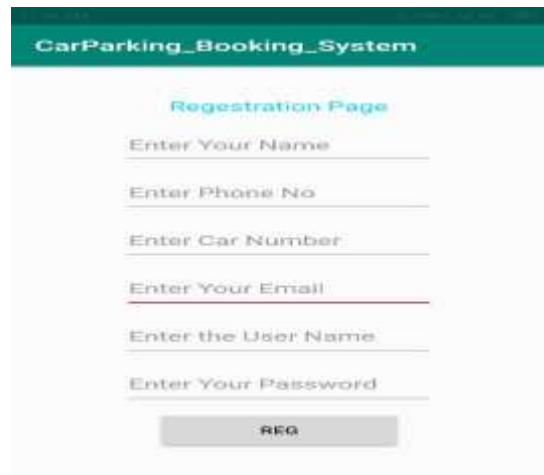 CarParking_Booking_System
Regestration Page
Enter Your Name
Enter Phone No
Enter Car Number
Enter Your Email
Enter the User Name
Enter Your Password
REG